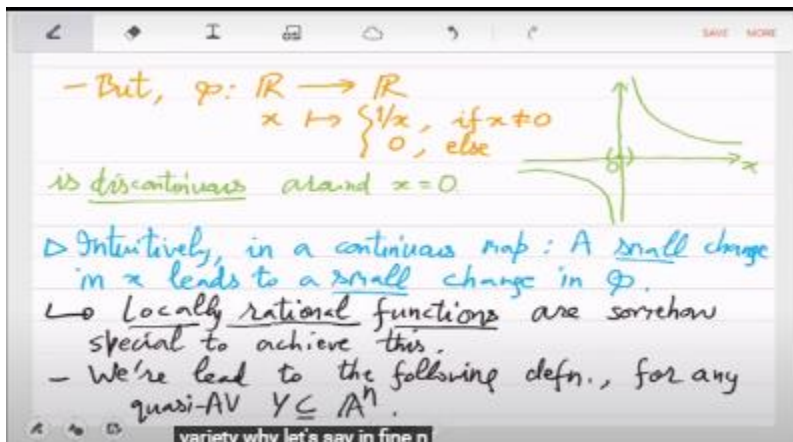 SAVE MORE
- But, φ: ℝ → ℝ
x ↦ { 1/x, if x≠0
0, else
x
is discontinuous around x=0
▷ Intuitively, in a continuous map: A small change
in x leads to a small change in φ.
↳ Locally rational functions are somehow
special to achieve this.
- We're lead to the following defn., for any
quasi-AV Y ⊆ 𝔸ⁿ.
variety why let's say in fine n